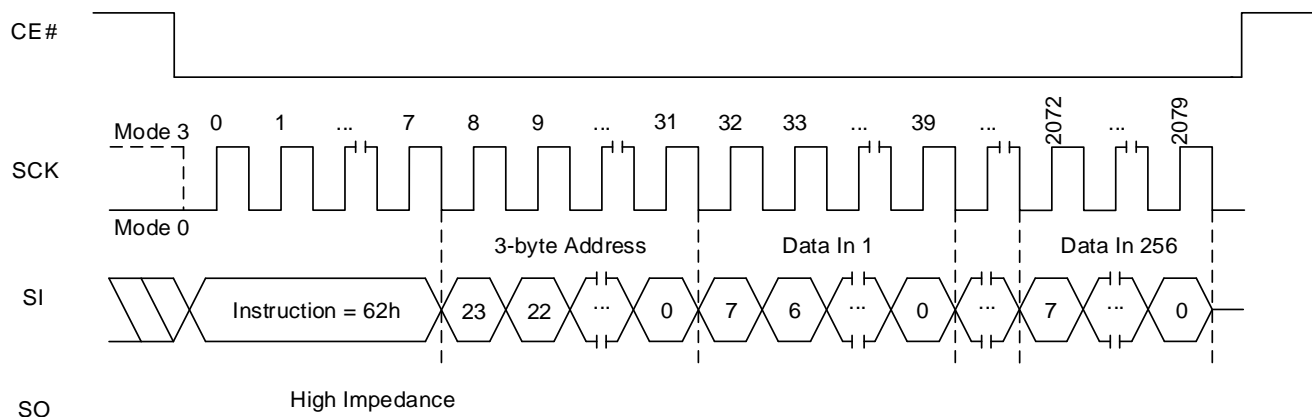 CE#
Mode 3 0 1 ... 7 8 9 ... 31 32 33 ... 39 ... 2072 ... 2079
SCK
Mode 0
3-byte Address Data In 1 Data In 256
SI Instruction = 62h 23 22 ... 0 7 6 ... 0 ... 7 ... 0
High Impedance
SO